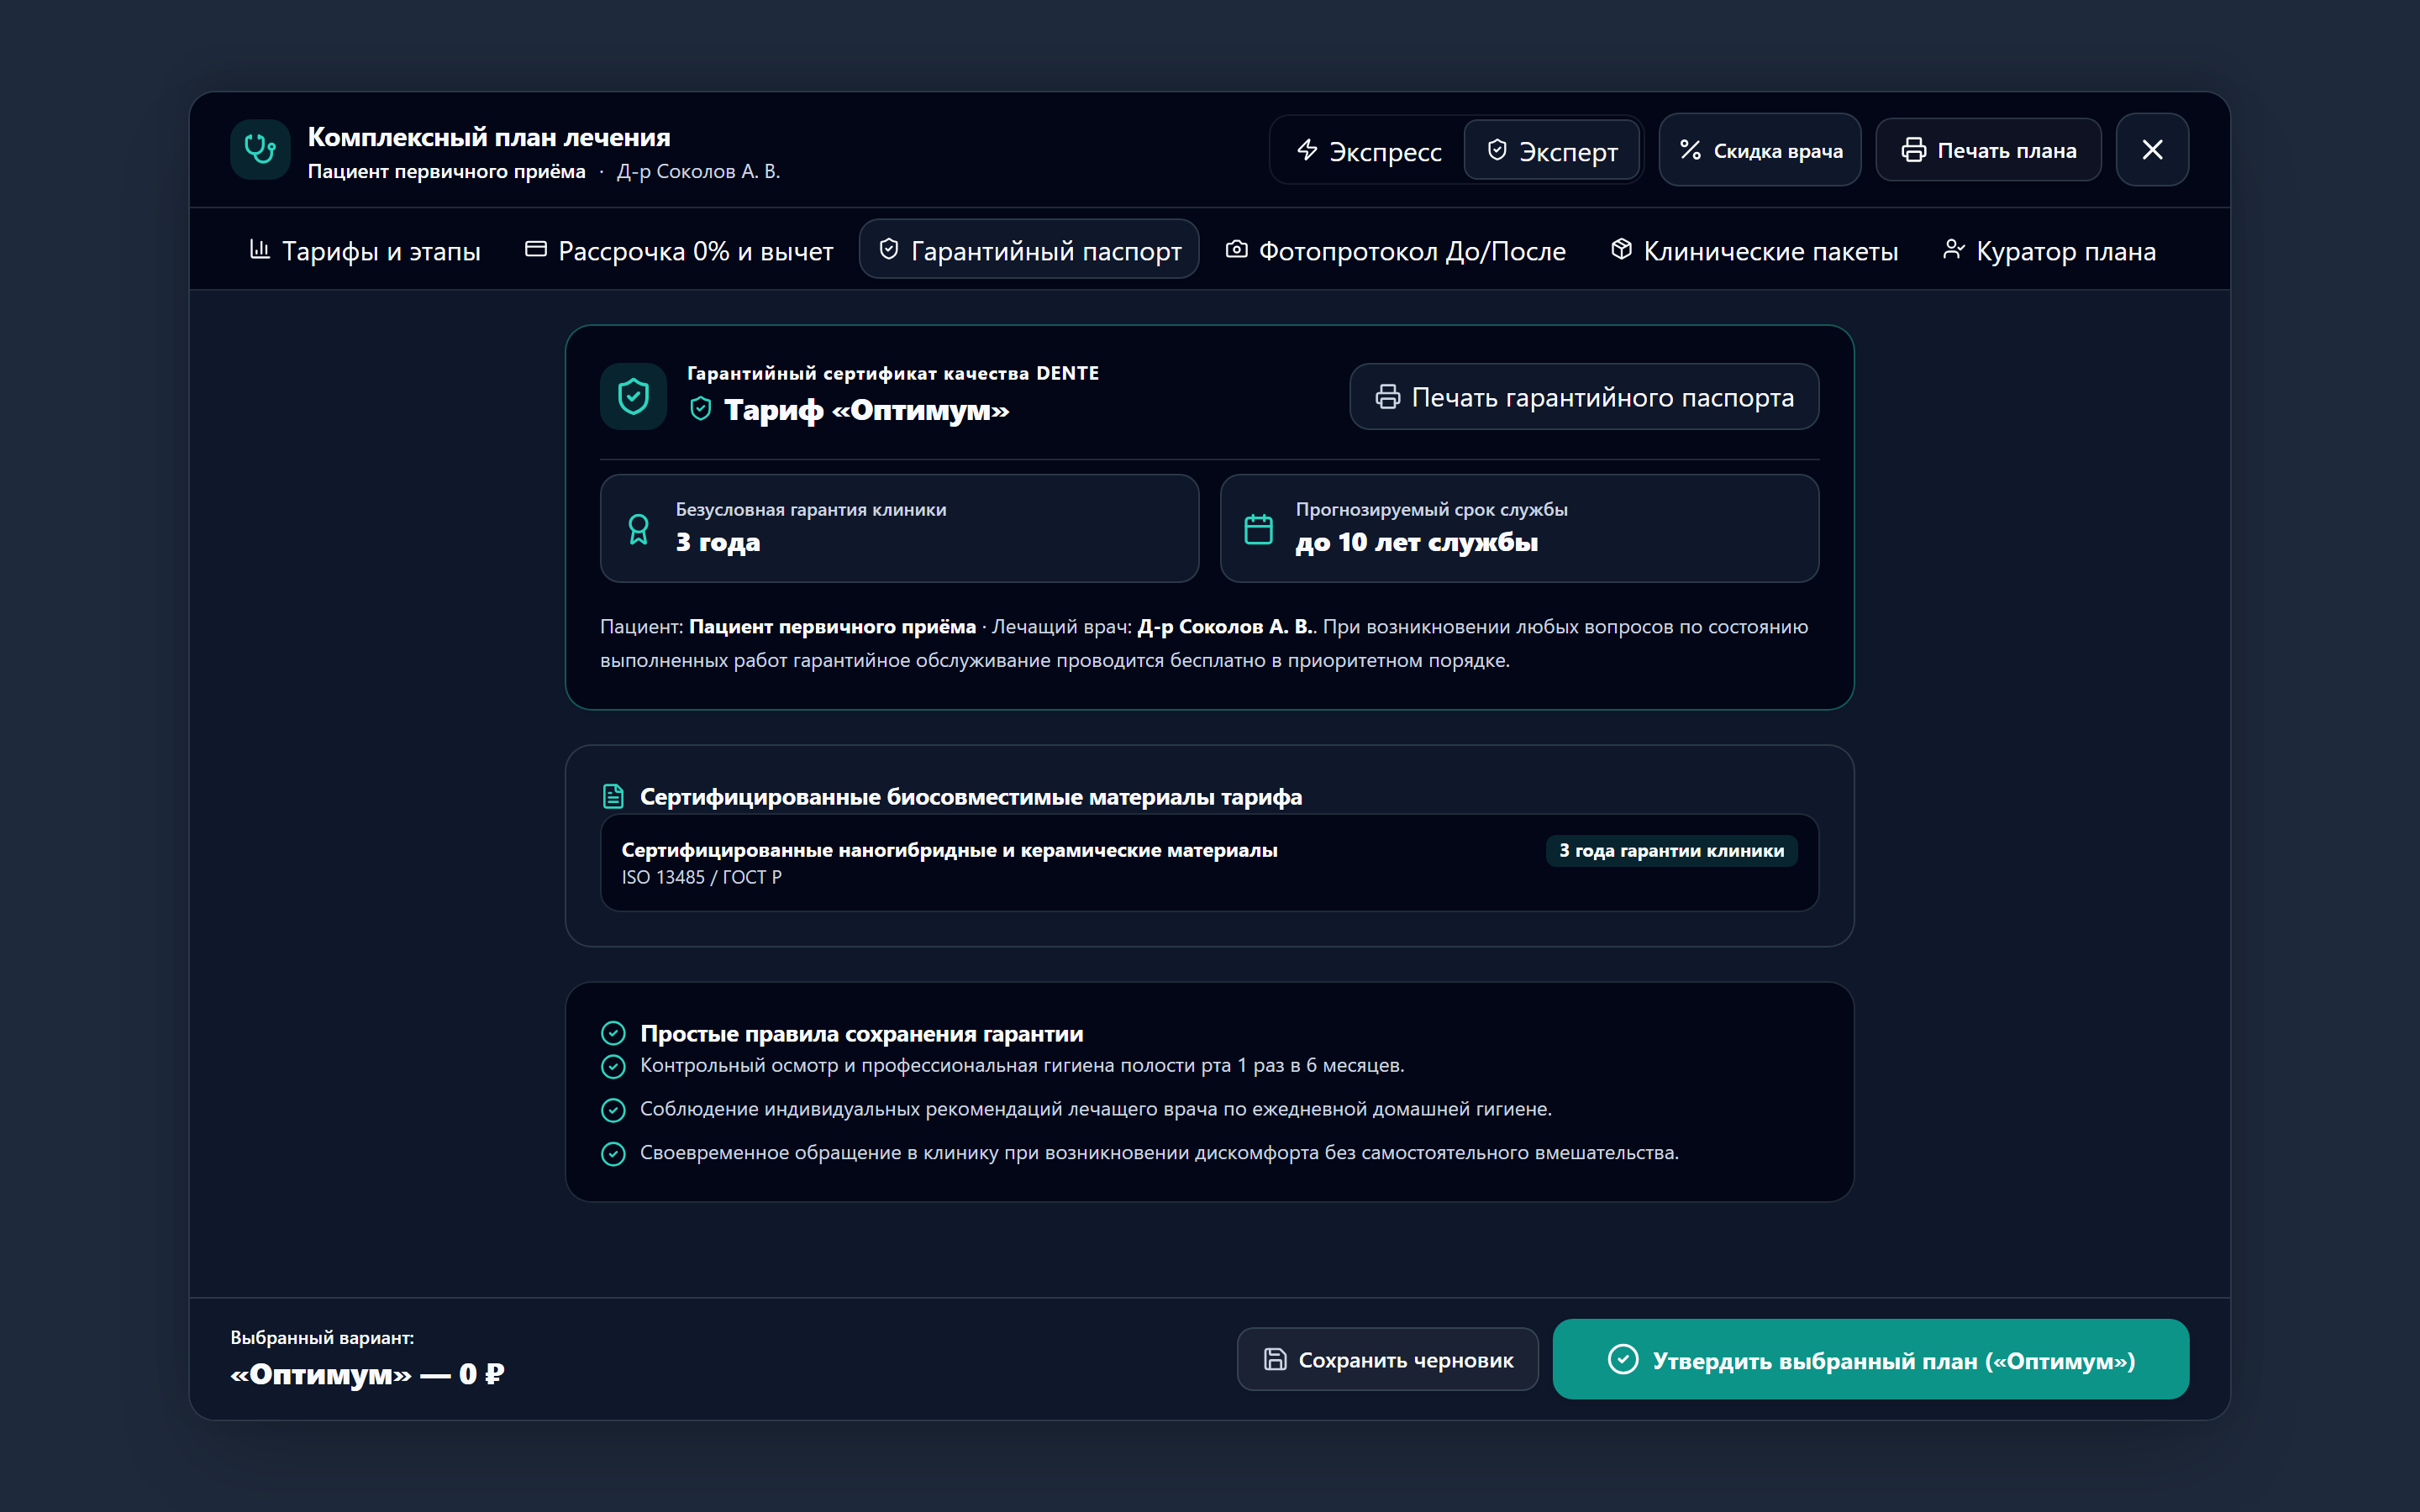 Комплексный план лечения
Пациент первичного приёма · Д-р Соколов А. В.
Экспресс
Эксперт
Скидка врача
Печать плана
Тарифы и этапы
Рассрочка 0% и вычет
Гарантийный паспорт
Фотопротокол До/После
Клинические пакеты
Куратор плана
Гарантийный сертификат качества DENTE
Тариф «Оптимум»
Печать гарантийного паспорта
Безусловная гарантия клиники
3 года
Прогнозируемый срок службы
до 10 лет службы
Пациент: Пациент первичного приёма · Лечащий врач: Д-р Соколов А. В.. При возникновении любых вопросов по состоянию
выполненных работ гарантийное обслуживание проводится бесплатно в приоритетном порядке.
Сертифицированные биосовместимые материалы тарифа
Сертифицированные наногибридные и керамические материалы
3 года гарантии клиники
ISO 13485 / ГОСТ Р
Простые правила сохранения гарантии
Контрольный осмотр и профессиональная гигиена полости рта 1 раз в 6 месяцев.
Соблюдение индивидуальных рекомендаций лечащего врача по ежедневной домашней гигиене.
Своевременное обращение в клинику при возникновении дискомфорта без самостоятельного вмешательства.
Выбранный вариант:
«Оптимум» — 0 ₽
Сохранить черновик
Утвердить выбранный план («Оптимум»)